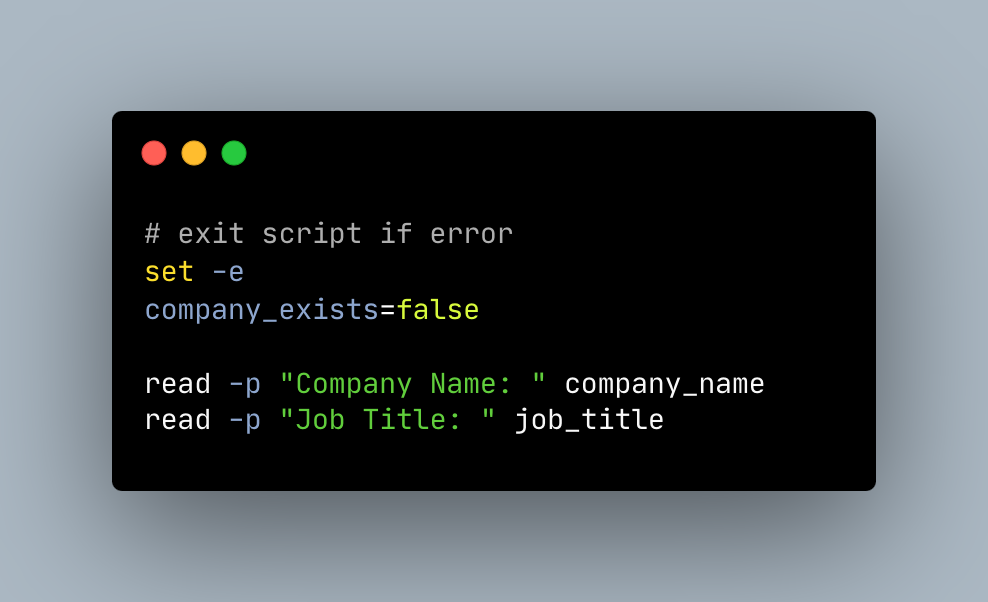 # exit script if error
set -e
company_exists=false
read -p "Company Name: " company_name
read -p "Job Title: " job_title